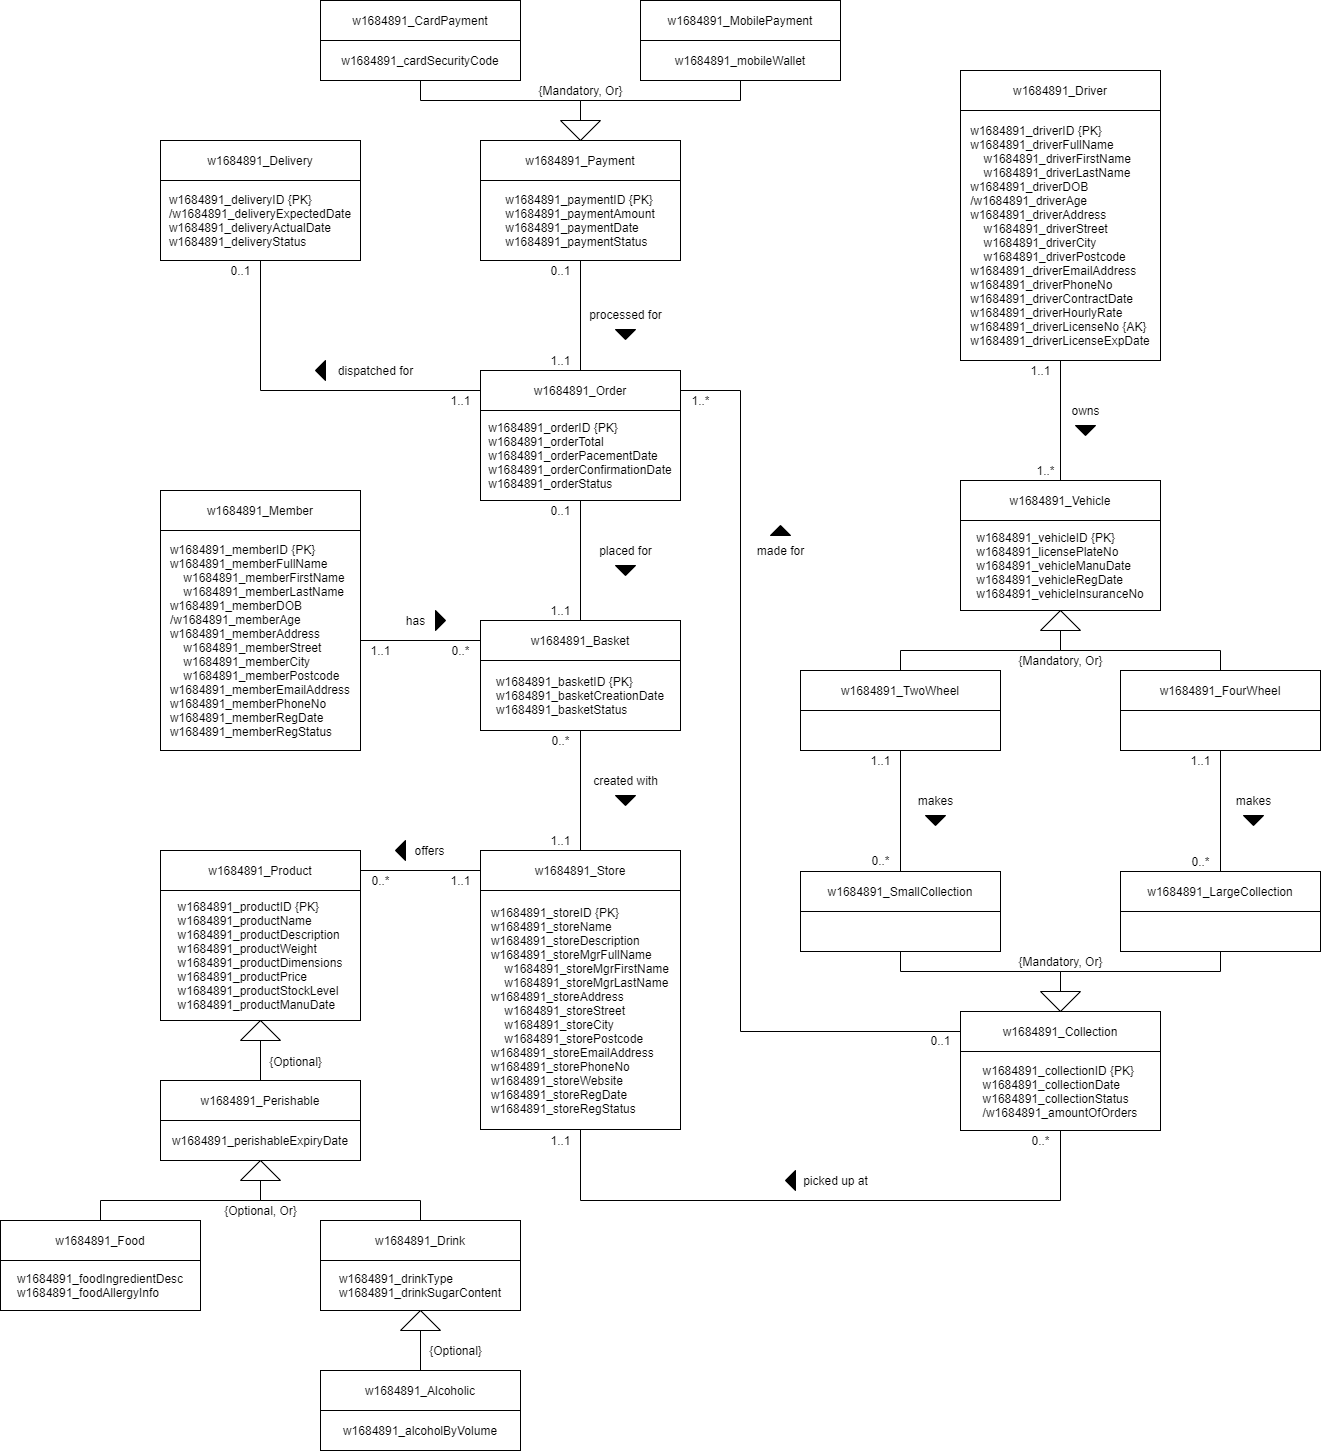 w1684891_CardPayment
w1684891_cardSecurityCode
w1684891_MobilePayment
w1684891_mobileWallet
{Mandatory, Or}
w1684891_Driver
w1684891_driverID {PK}
w1684891_driverFullName
w1684891_driverFirstName
w1684891_driverLastName
w1684891_driverDOB
/w1684891_driverAge
w1684891_driverAddress
w1684891_driverStreet
w1684891_driverCity
w1684891_driverPostcode
w1684891_driverEmailAddress
w1684891_driverPhoneNo
w1684891_driverContractDate
w1684891_driverHourlyRate
w1684891_driverLicenseNo {AK}
w1684891_driverLicenseExpDate
1..1
owns
1..*
w1684891_Delivery
w1684891_deliveryID {PK}
/w1684891_deliveryExpectedDate
w1684891_deliveryActualDate
w1684891_deliveryStatus
0..1
w1684891_Payment
w1684891_paymentID {PK}
w1684891_paymentAmount
w1684891_paymentDate
w1684891_paymentStatus
0..1
processed for
1..1
dispatched for
1..1
w1684891_Order
1..*
w1684891_orderID {PK}
w1684891_orderTotal
w1684891_orderPacementDate
w1684891_orderConfirmationDate
w1684891_orderStatus
0..1
placed for
1..1
made for
w1684891_Vehicle
w1684891_vehicleID {PK}
w1684891_licensePlateNo
w1684891_vehicleManuDate
w1684891_vehicleRegDate
w1684891_vehicleInsuranceNo
{Mandatory, Or}
w1684891_Member
w1684891_memberID {PK}
w1684891_memberFullName
w1684891_memberFirstName
w1684891_memberLastName
w1684891_memberDOB
/w1684891_memberAge
w1684891_memberAddress
w1684891_memberStreet
w1684891_memberCity
w1684891_memberPostcode
w1684891_memberEmailAddress
w1684891_memberPhoneNo
w1684891_memberRegDate
w1684891_memberRegStatus
has
1..1
0..*
w1684891_Basket
w1684891_basketID {PK}
w1684891_basketCreationDate
w1684891_basketStatus
0..*
created with
1..1
w1684891_TwoWheel
w1684891_FourWheel
1..1
1..1
makes
makes
0..*
0..*
w1684891_SmallCollection
w1684891_LargeCollection
{Mandatory, Or}
offers
0..*
1..1
w1684891_Product
w1684891_productID {PK}
w1684891_productName
w1684891_productDescription
w1684891_productWeight
w1684891_productDimensions
w1684891_productPrice
w1684891_productStockLevel
w1684891_productManuDate
w1684891_Store
w1684891_storeID {PK}
w1684891_storeName
w1684891_storeDescription
w1684891_storeMgrFullName
w1684891_storeMgrFirstName
w1684891_storeMgrLastName
w1684891_storeAddress
w1684891_storeStreet
w1684891_storeCity
w1684891_storePostcode
w1684891_storeEmailAddress
w1684891_storePhoneNo
w1684891_storeWebsite
w1684891_storeRegDate
w1684891_storeRegStatus
1..1
0..1
w1684891_Collection
w1684891_collectionID {PK}
w1684891_collectionDate
w1684891_collectionStatus
/w1684891_amountOfOrders
0..*
picked up at
{Optional}
w1684891_Perishable
w1684891_perishableExpiryDate
{Optional, Or}
w1684891_Food
w1684891_foodIngredientDesc
w1684891_foodAllergyInfo
w1684891_Drink
w1684891_drinkType
w1684891_drinkSugarContent
{Optional}
w1684891_Alcoholic
w1684891_alcoholByVolume